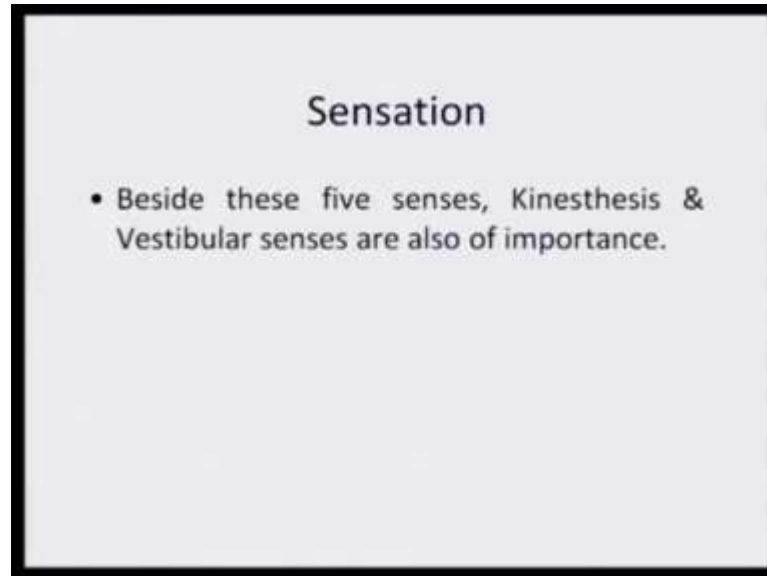 Sensation
• Beside these five senses, Kinesthesis &
Vestibular senses are also of importance.